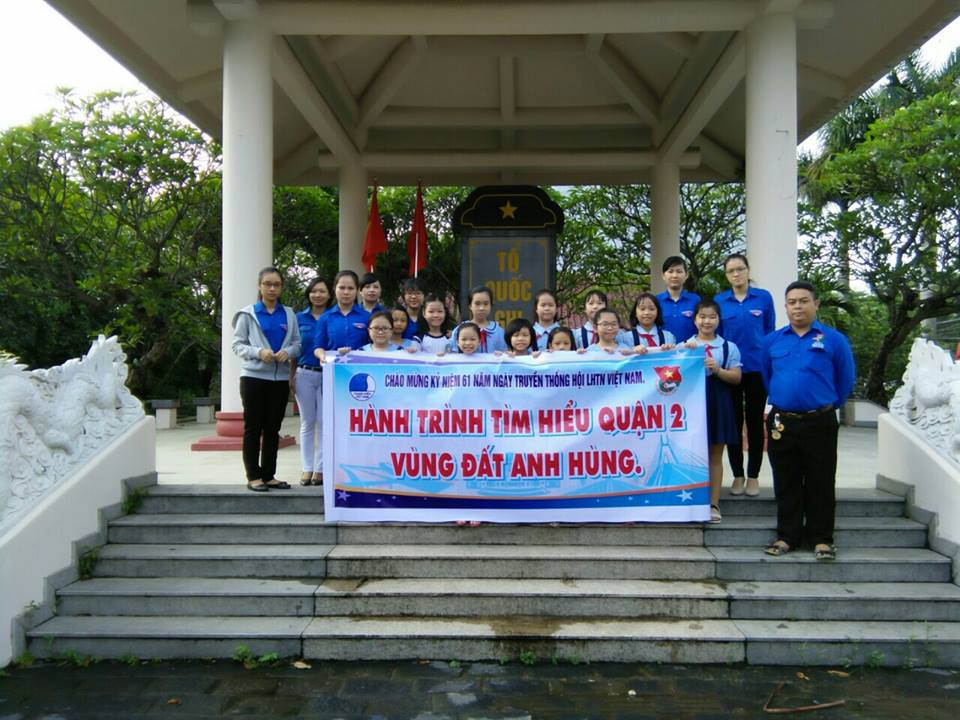 TỔ
QUỐC
GHI
CHÀO MỪNG KỶ NIỆM 61 NĂM NGÀY TRUYỀN THỐNG HỘI LHTN VIỆT NAM.
HÀNH TRÌNH TÌM HIỂU QUẬN 2
VÙNG ĐẤT ANH HÙNG.